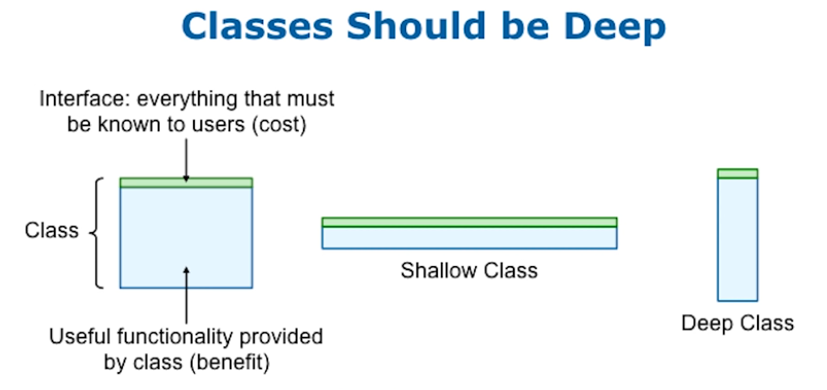 Classes Should be Deep
Interface: everything that must
be known to users (cost)
Class
Useful functionality provided
by class (benefit)
Shallow Class
Deep Class